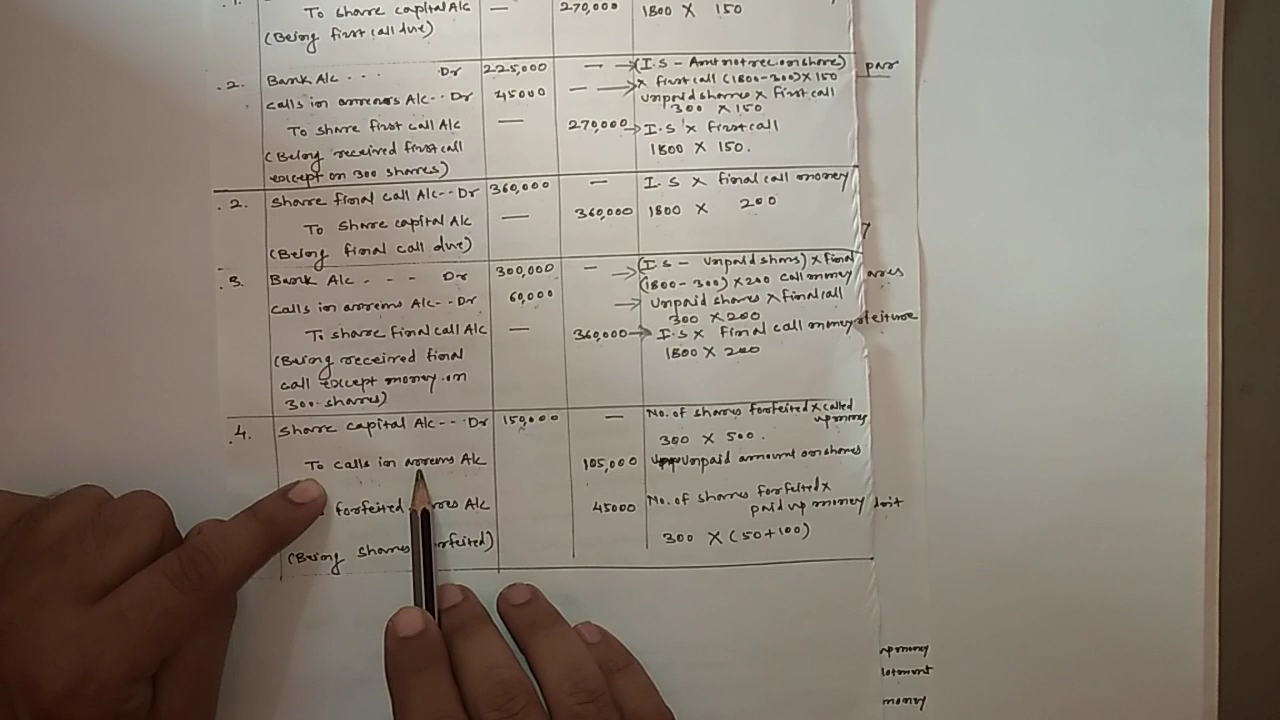 To share capital A/c — 270,000 1800 X 150
(Being first call due)
.2. Bank A/c . . . Dr 225,000 — (I.S - Amt not rec. on share)
x first call (1800-300) X 150
calls in arrears A/c.. Dr 45000 — unpaid shares x first call
300 X 150
To share first call A/c — 270,000 I.S x first call
(Being received first call 1800 X 150.
except on 300 shares)
.2. share final call A/c.. Dr 360,000 — I.S x final call money
To share capital A/c — 360,000 1800 X 200
(Being final call due)
.3. Bank A/c . - - Dr 300,000 — (I.S - unpaid shares) x final
(1800-300) X 200 call money
calls in arrears A/c -- Dr 60,000 unpaid shares x final call
300 X 200
To share final call A/c — 360,000 I.S x final call money
(Being received final 1800 X 200
call except money on
300 shares)
.4. share capital A/c -- Dr 150,000 — No. of shares forfeited x called
up money
300 X 500.
To calls in arrears A/c 105,000 unpaid amount on shares
forfeited A/c 45000 No. of shares forfeited x
paid up money
(Being shares 300 X (50+100)
par
ares
feiture
up money
lotment
money